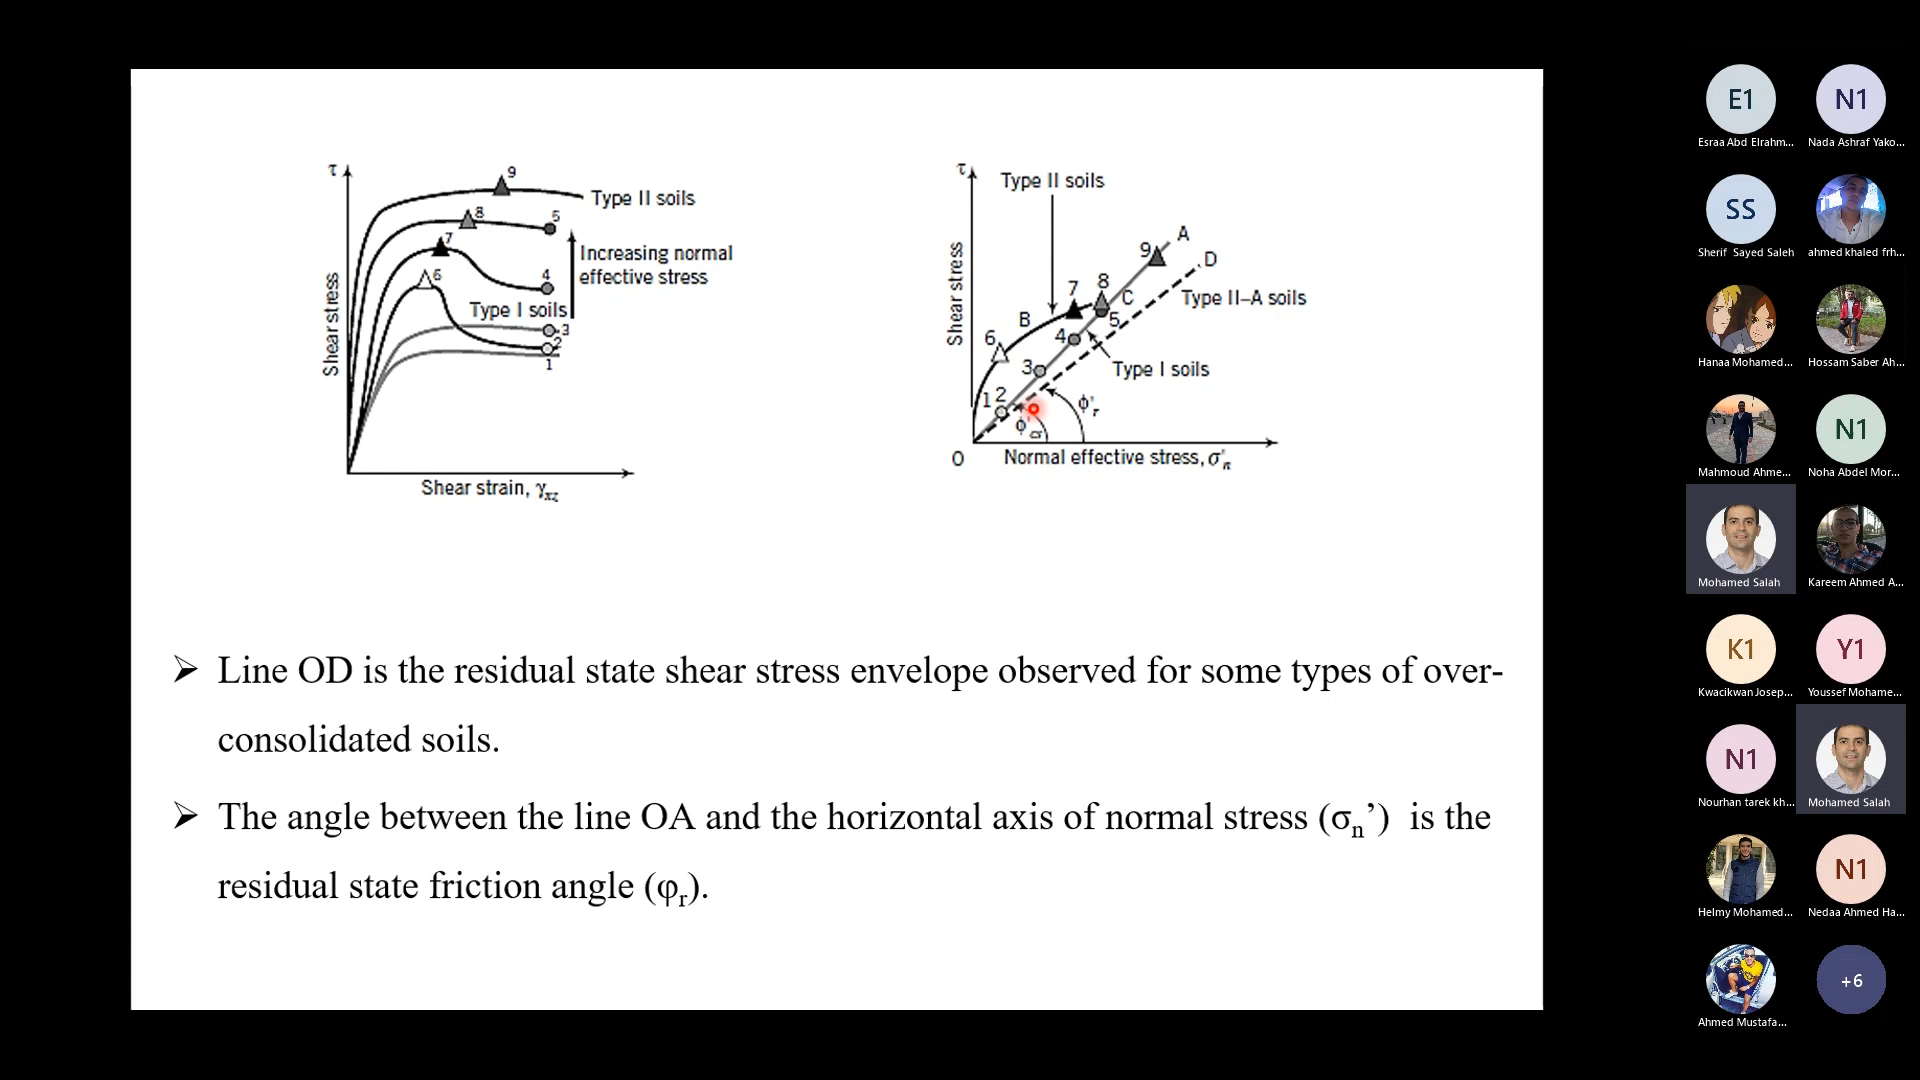 τ
9
Type II soils
8
5
7
Increasing normal
effective stress
6
4
Type I soils
3
2
1
Shear stress
Shear strain, γxz
τ
Type II soils
A
9
D
8
7
C
Type II–A soils
B
5
6
4
3
Type I soils
1 2
ϕ'r
ϕ'cs
Shear stress
O
Normal effective stress, σ'n
➢ Line OD is the residual state shear stress envelope observed for some types of over-
consolidated soils.
➢ The angle between the line OA and the horizontal axis of normal stress (σn’) is the
residual state friction angle (φr).
E1
N1
Esraa Abd Elrahm...
Nada Ashraf Yako...
SS
Sherif Sayed Saleh
ahmed khaled frh...
Hanaa Mohamed...
Hossam Saber Ah...
N1
Mahmoud Ahme...
Noha Abdel Mor...
Mohamed Salah
Kareem Ahmed A...
K1
Y1
Kwacikwan Josep...
Youssef Mohame...
N1
Nourhan tarek kh...
Mohamed Salah
N1
Helmy Mohamed...
Nedaa Ahmed Ha...
+6
Ahmed Mustafa...